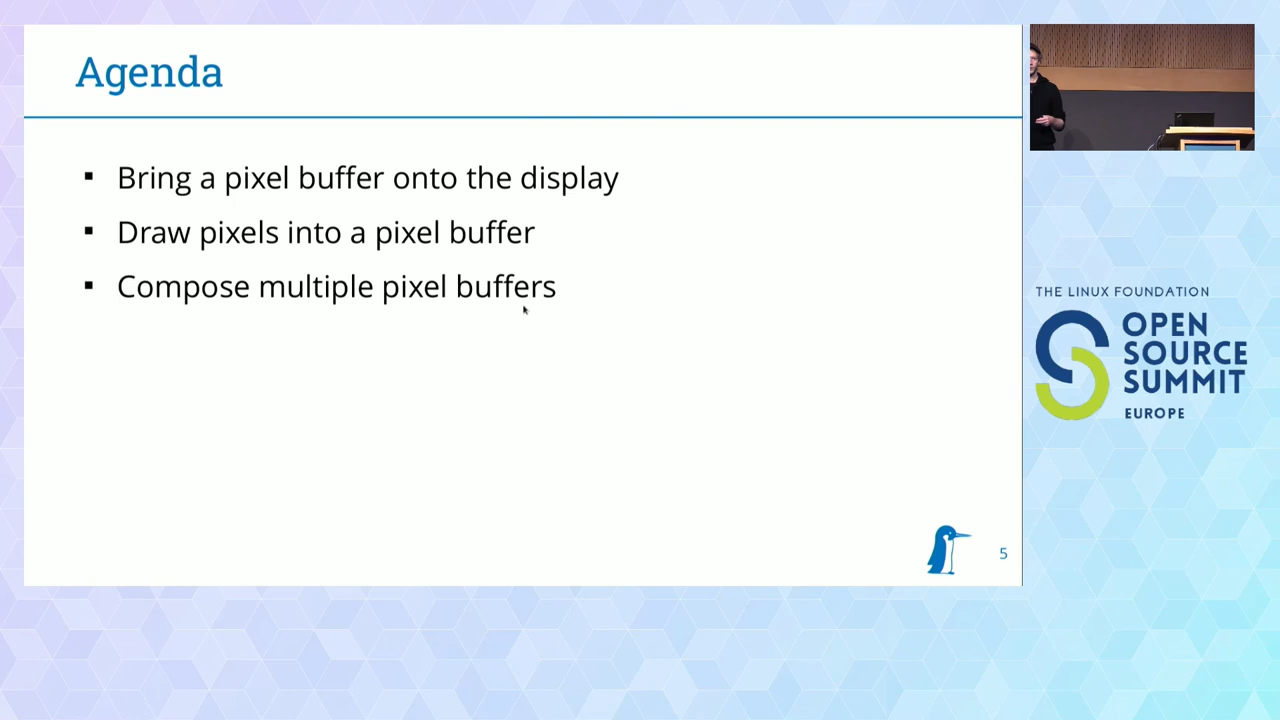 Agenda
▪ Bring a pixel buffer onto the display
▪ Draw pixels into a pixel buffer
▪ Compose multiple pixel buffers
5
THE LINUX FOUNDATION
OPEN
SOURCE
SUMMIT
EUROPE